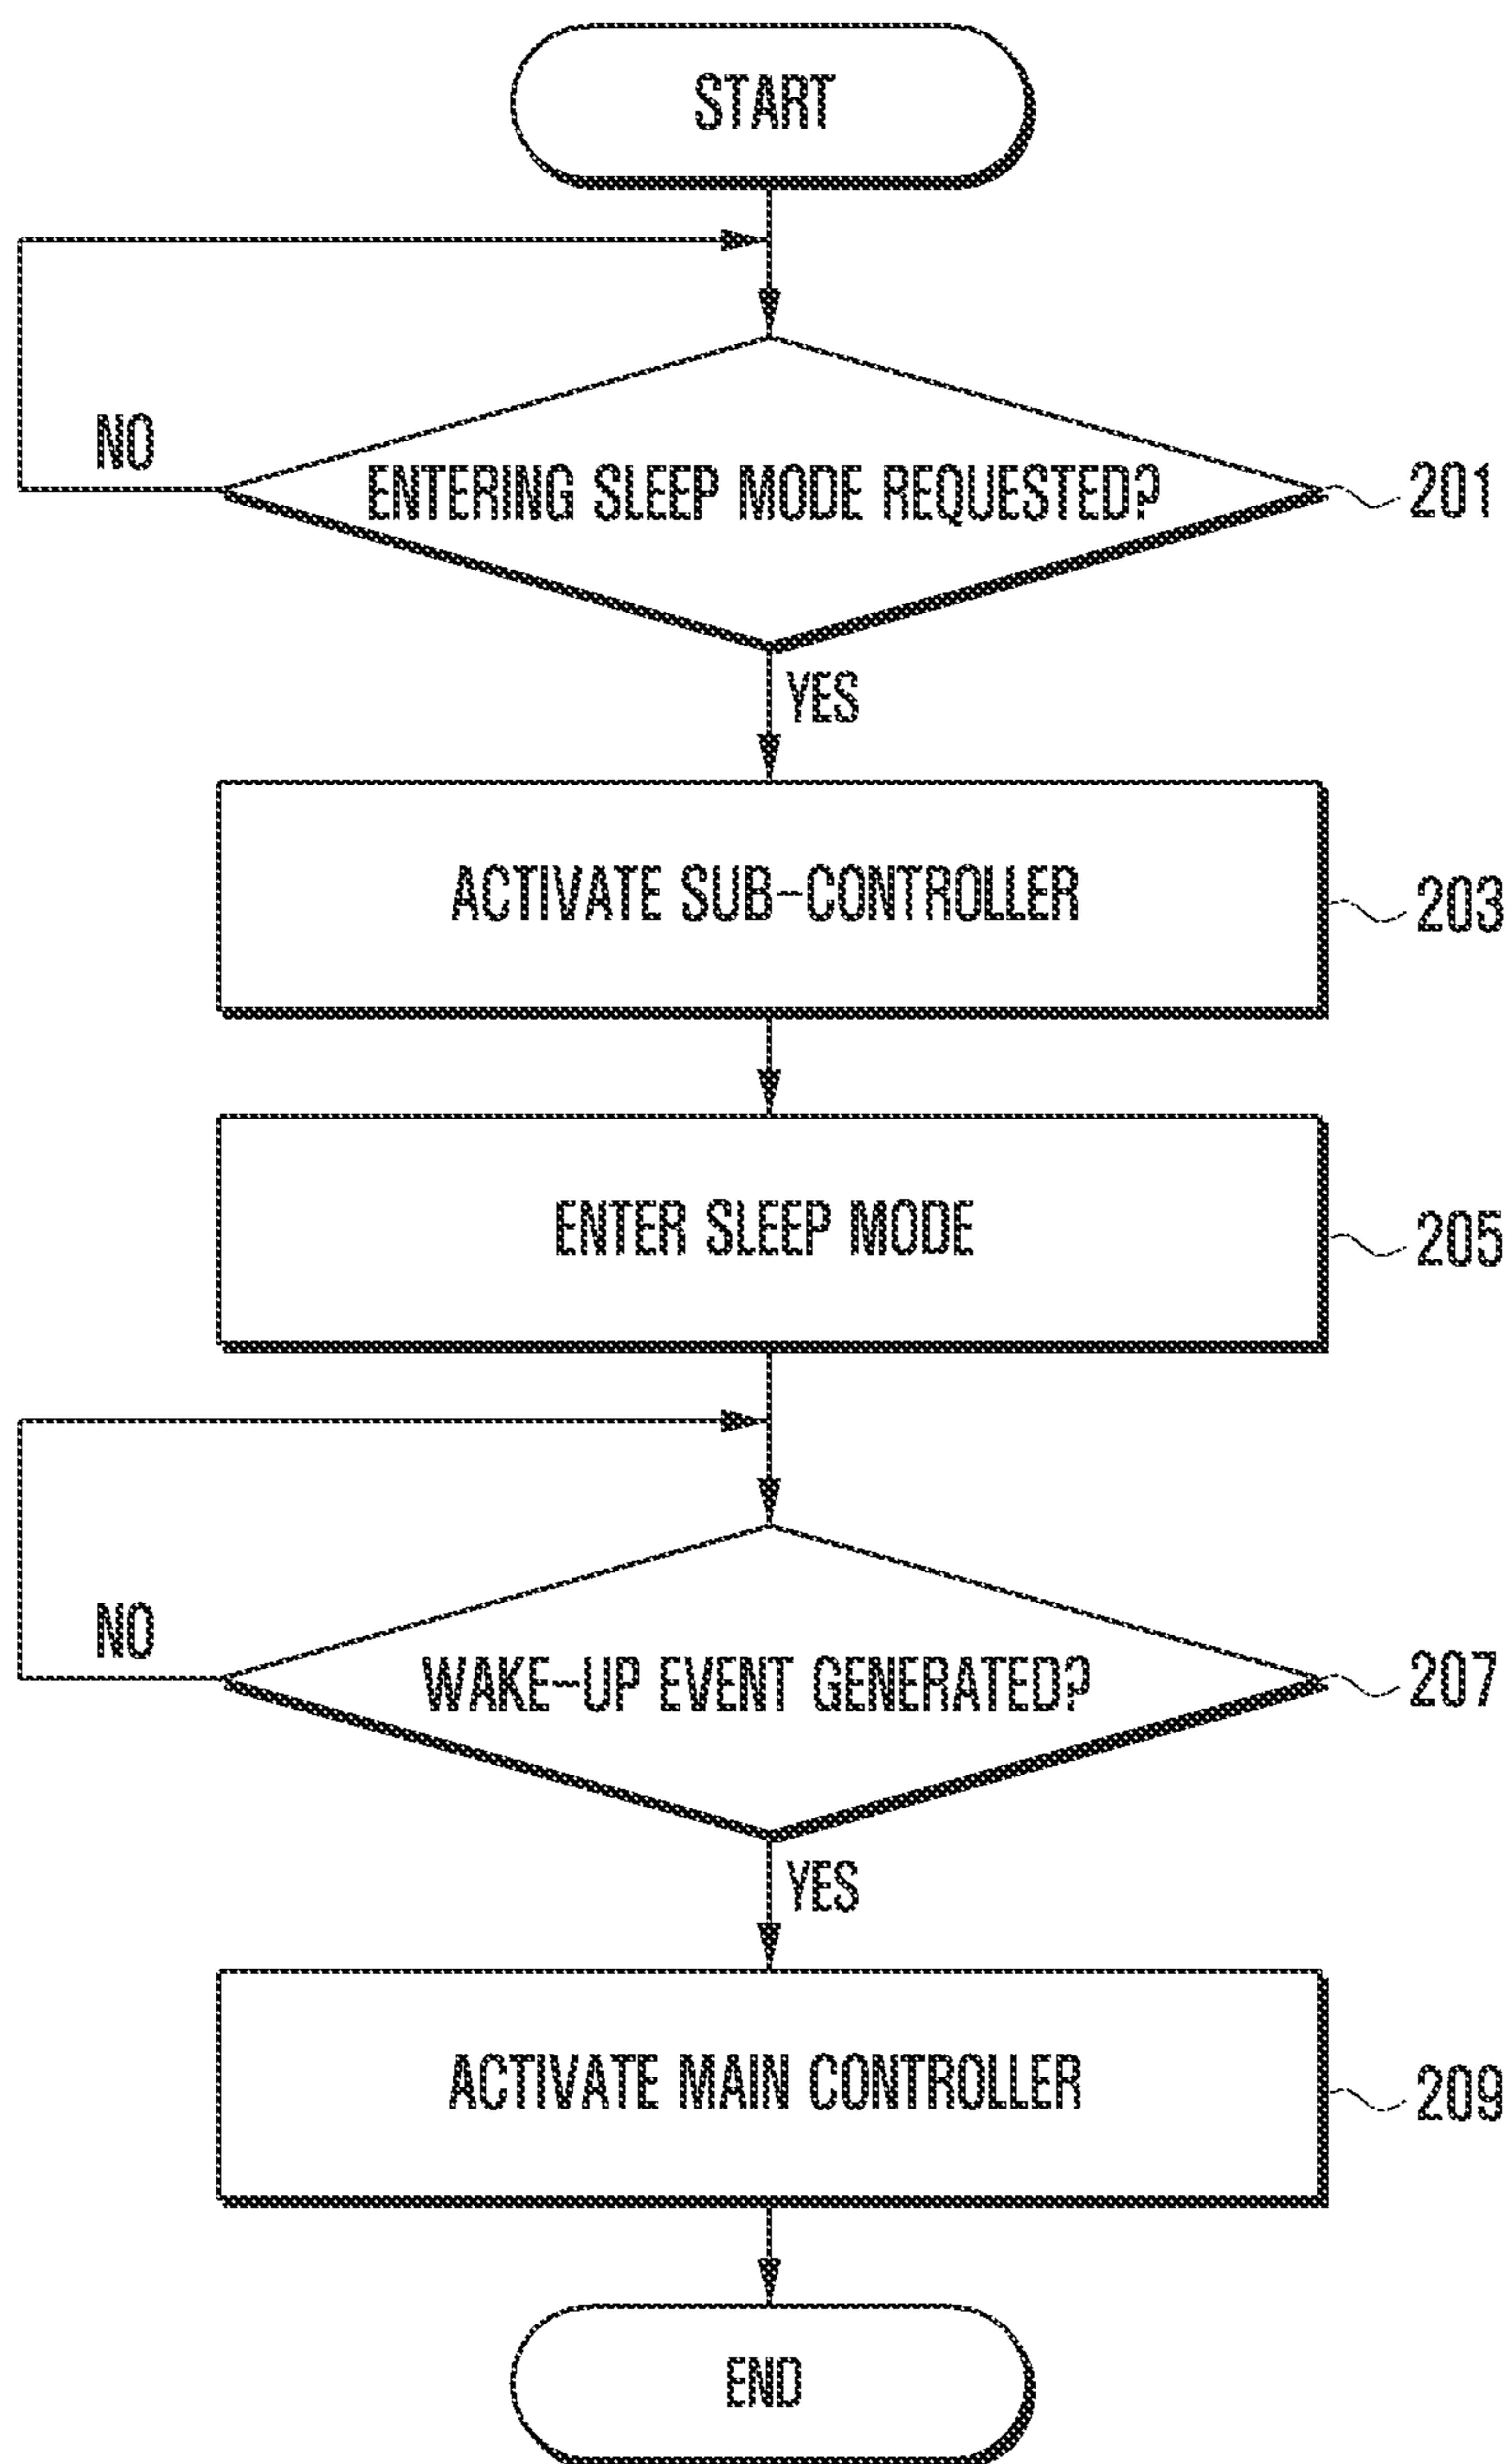 START
NO
ENTERING SLEEP MODE REQUESTED?
201
YES
ACTIVATE SUB-CONTROLLER
203
ENTER SLEEP MODE
205
NO
WAKE-UP EVENT GENERATED?
207
YES
ACTIVATE MAIN CONTROLLER
209
END